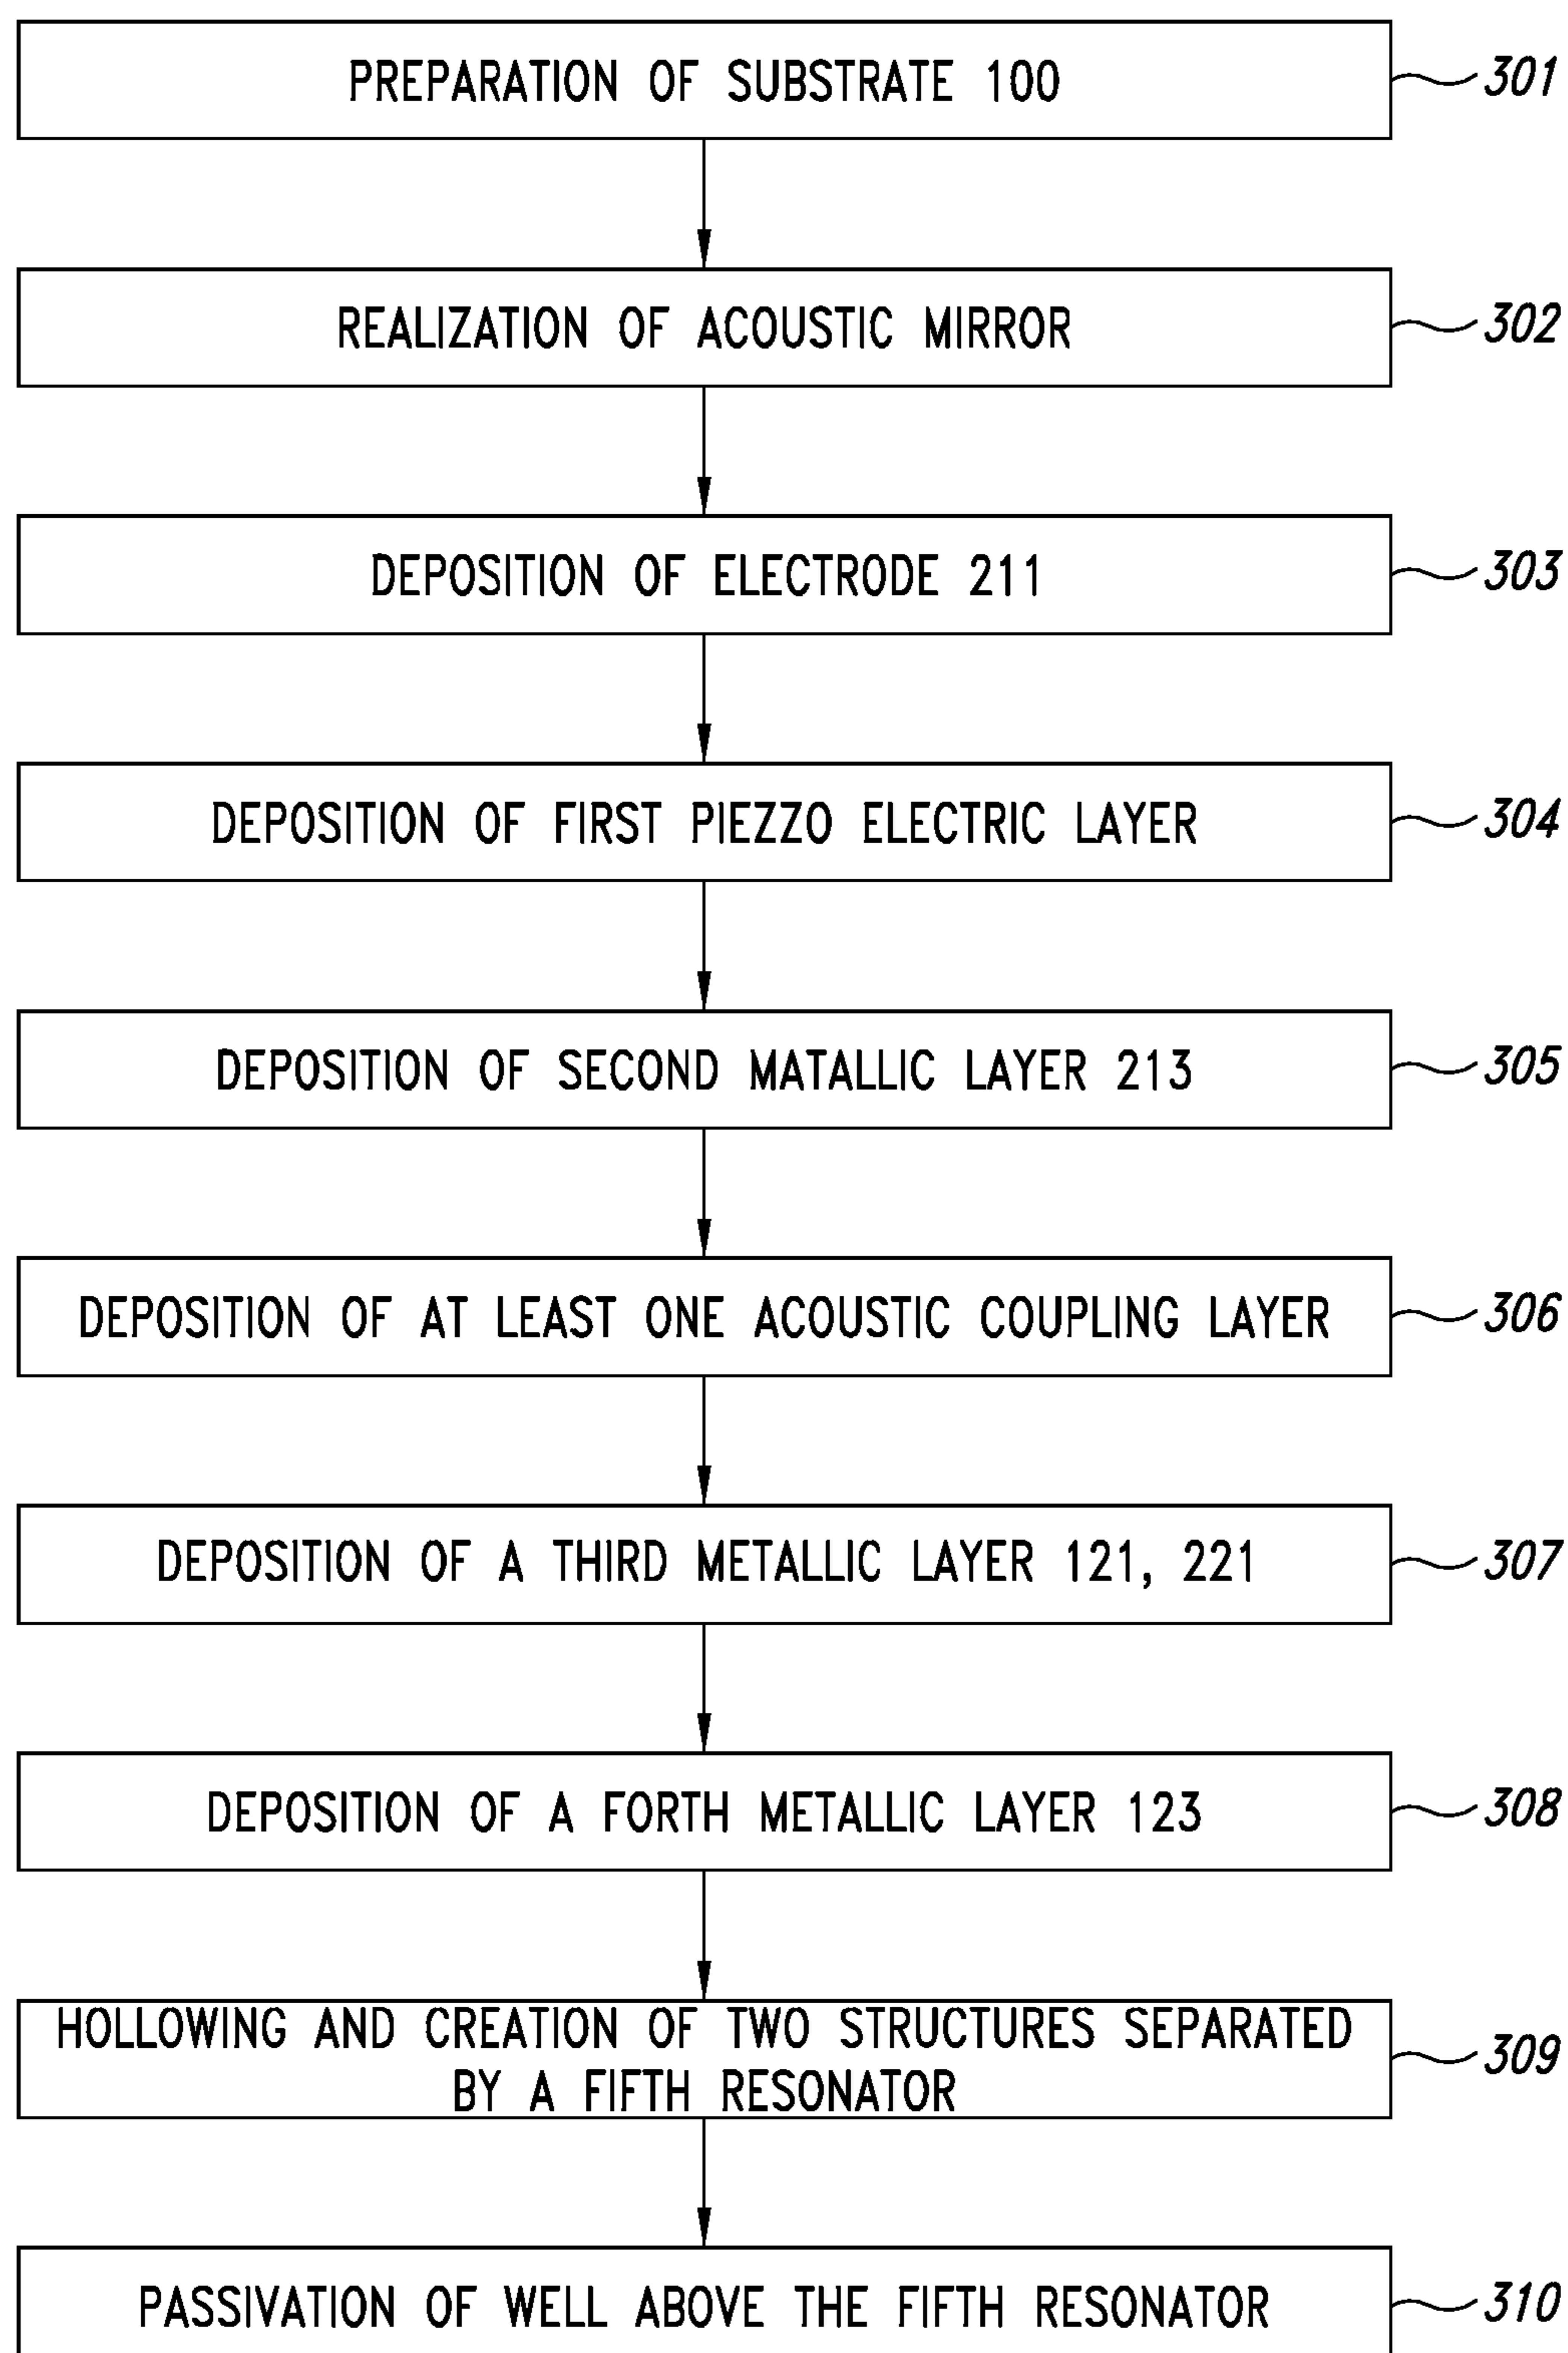 PREPARATION OF SUBSTRATE 100
301
REALIZATION OF ACOUSTIC MIRROR
302
DEPOSITION OF ELECTRODE 211
303
DEPOSITION OF FIRST PIEZZO ELECTRIC LAYER
304
DEPOSITION OF SECOND MATALLIC LAYER 213
305
DEPOSITION OF AT LEAST ONE ACOUSTIC COUPLING LAYER
306
DEPOSITION OF A THIRD METALLIC LAYER 121, 221
307
DEPOSITION OF A FORTH METALLIC LAYER 123
308
HOLLOWING AND CREATION OF TWO STRUCTURES SEPARATED
BY A FIFTH RESONATOR
309
PASSIVATION OF WELL ABOVE THE FIFTH RESONATOR
310